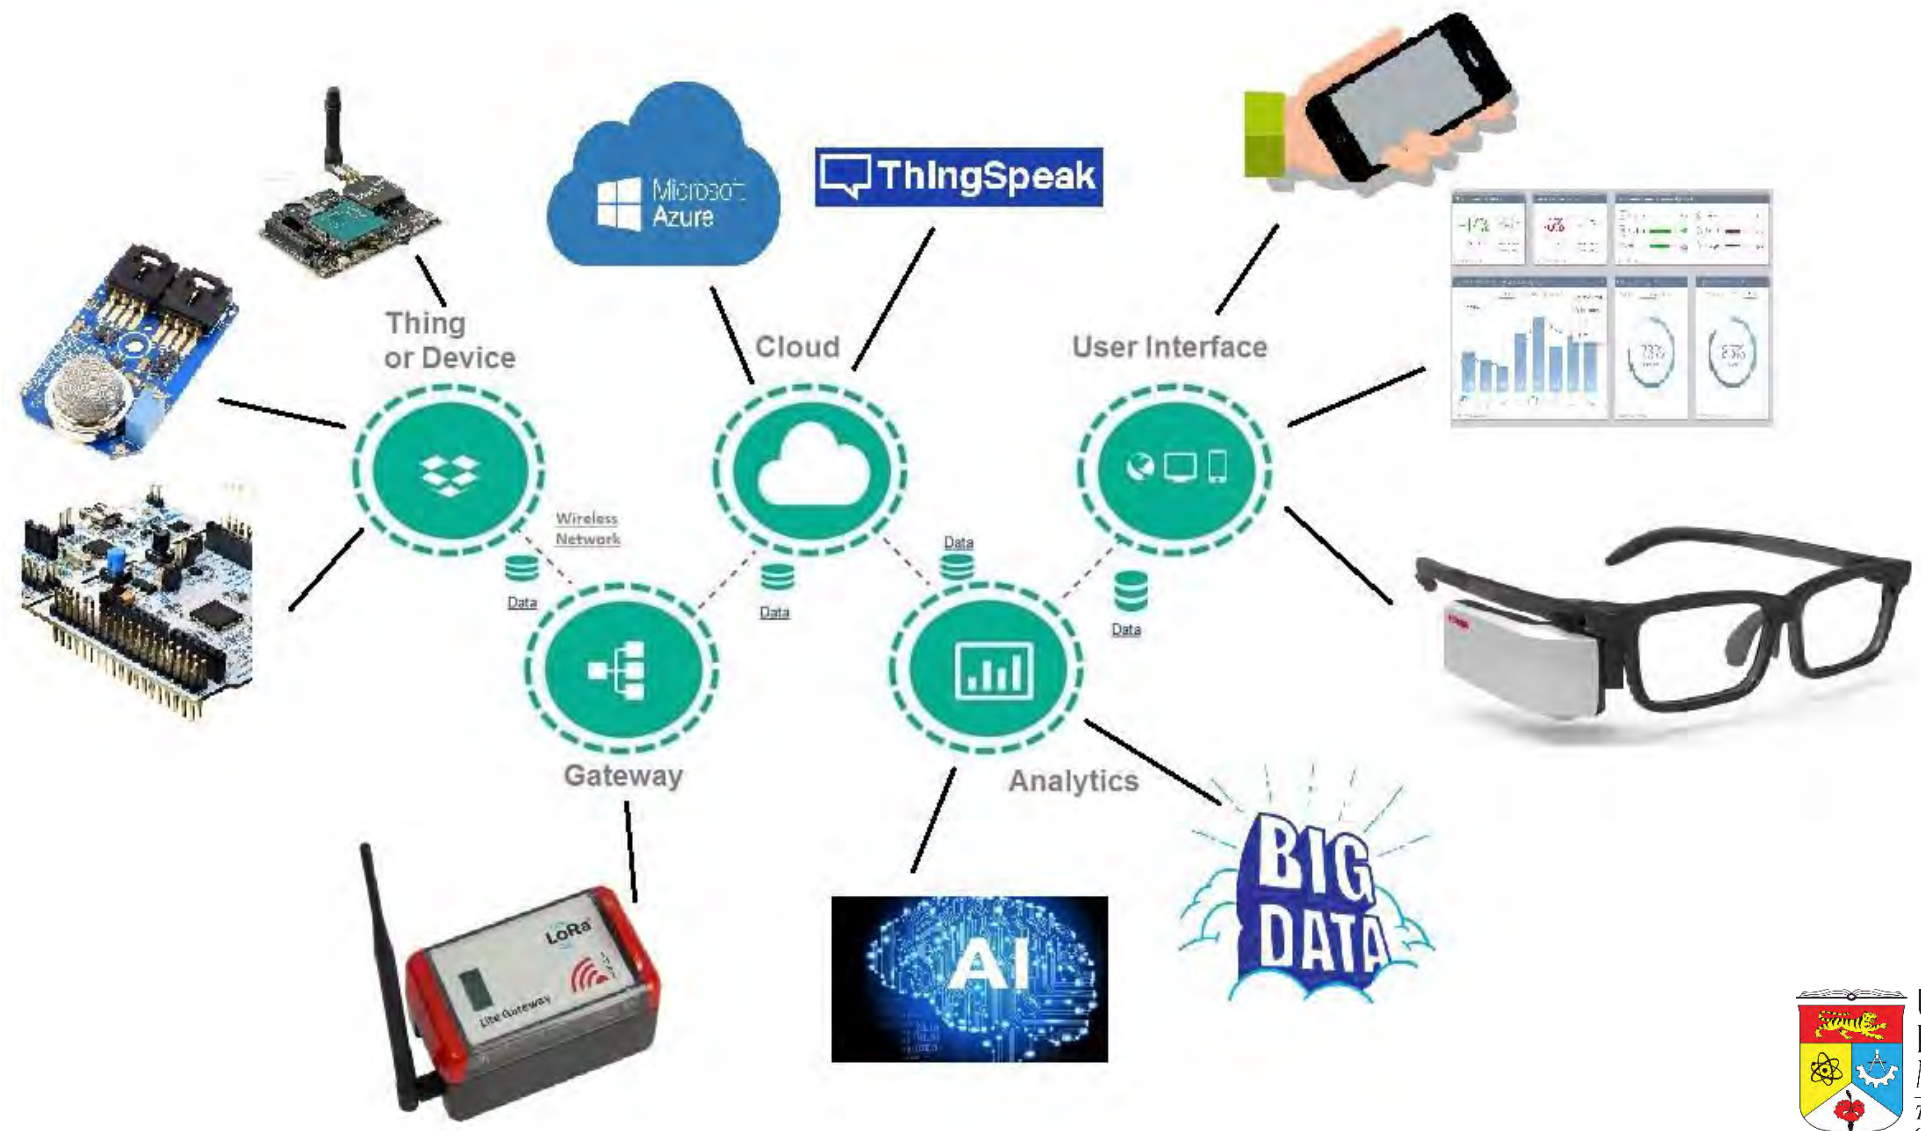 Microsoft
Azure
ThingSpeak
Thing
or Device
Cloud
User Interface
Wireless
Network
Data
Data
Data
Data
Gateway
Analytics
LoRa
Lite Gateway
AI
BIG
DATA